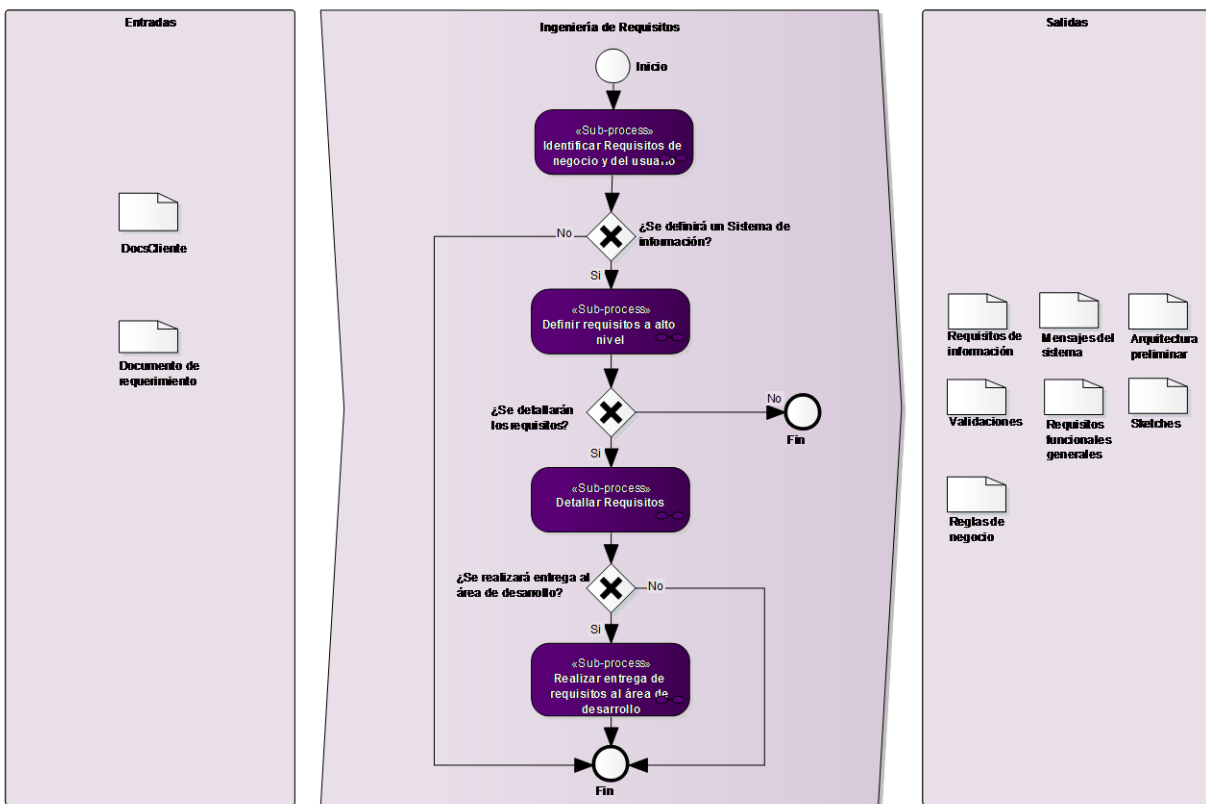 Entradas
DocsCliente
Documento de
requerimiento
Ingeniería de Requisitos
Inicio
«Sub-process»
Identificar Requisitos de
negocio y del usuario
¿Se definirá un Sistema de
información?
No
Si
«Sub-process»
Definir requisitos a alto
nivel
¿Se detallarán
los requisitos?
No
Fin
Si
«Sub-process»
Detallar Requisitos
¿Se realizará entrega al
área de desarrollo?
No
Si
«Sub-process»
Realizar entrega de
requisitos al área de
desarrollo
Fin
Salidas
Requisitos de
información
Mensajes del
sistema
Arquitectura
preliminar
Validaciones
Requisitos
funcionales
generales
Sketches
Reglas de
negocio